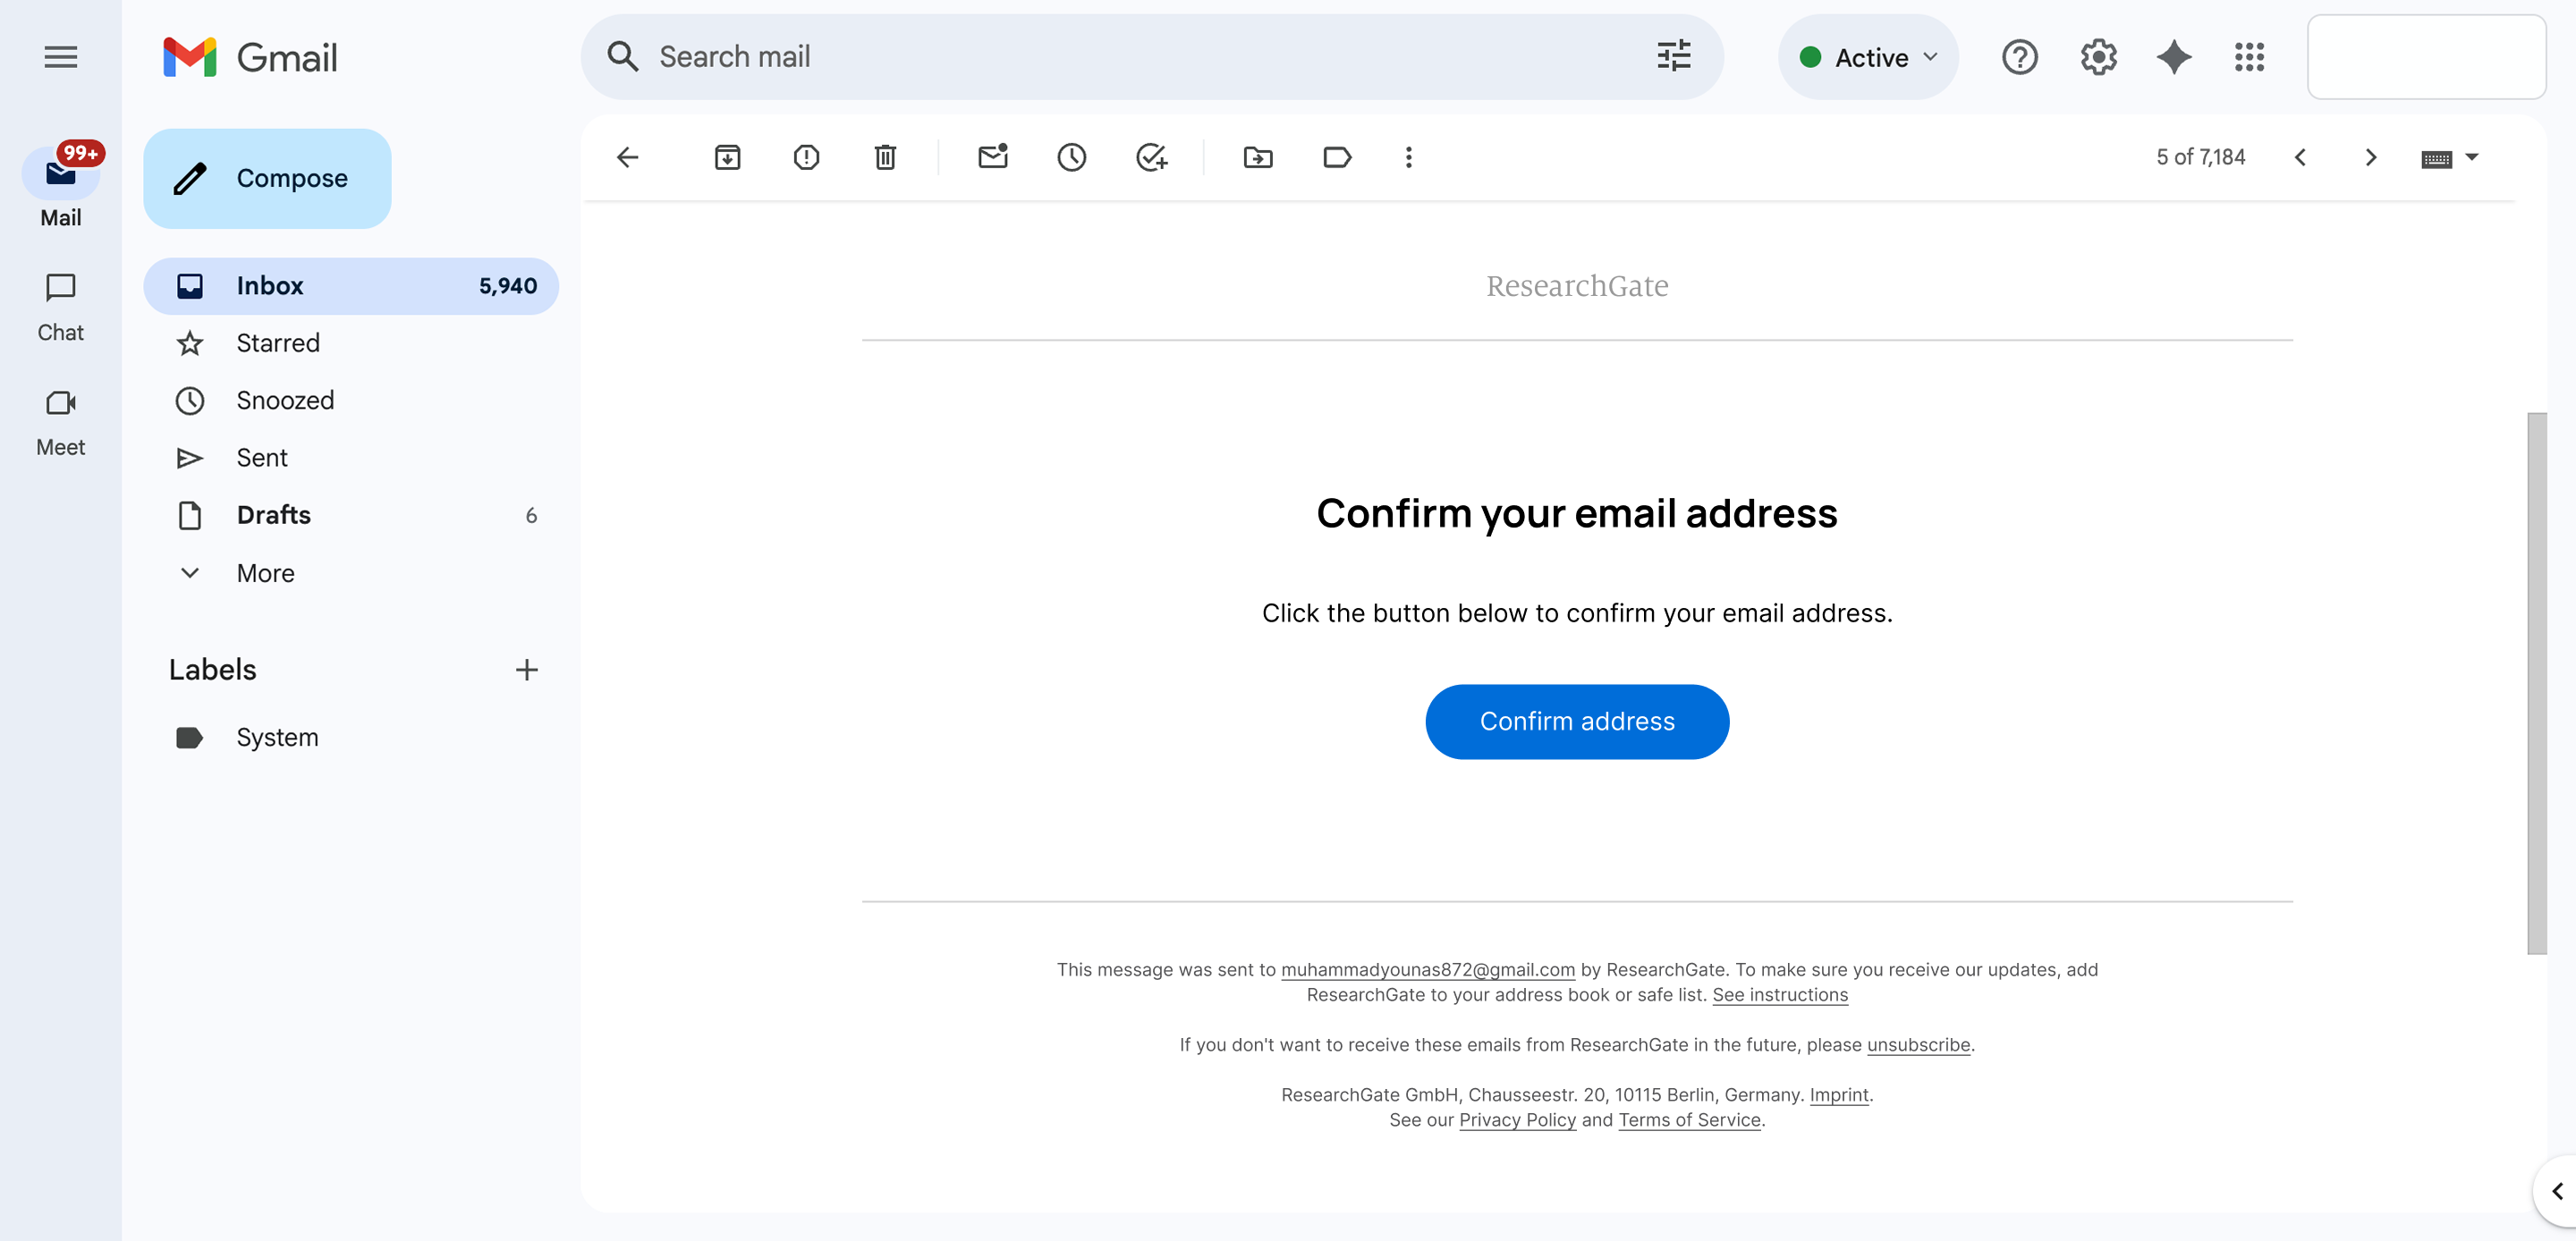 Gmail
Search mail
Active
99+
Mail
Chat
Meet
Compose
Inbox 5,940
Starred
Snoozed
Sent
Drafts 6
More
Labels
System
5 of 7,184
ResearchGate
Confirm your email address
Click the button below to confirm your email address.
Confirm address
This message was sent to muhammadyounas872@gmail.com by ResearchGate. To make sure you receive our updates, add
ResearchGate to your address book or safe list. See instructions
If you don't want to receive these emails from ResearchGate in the future, please unsubscribe.
ResearchGate GmbH, Chausseestr. 20, 10115 Berlin, Germany. Imprint.
See our Privacy Policy and Terms of Service.